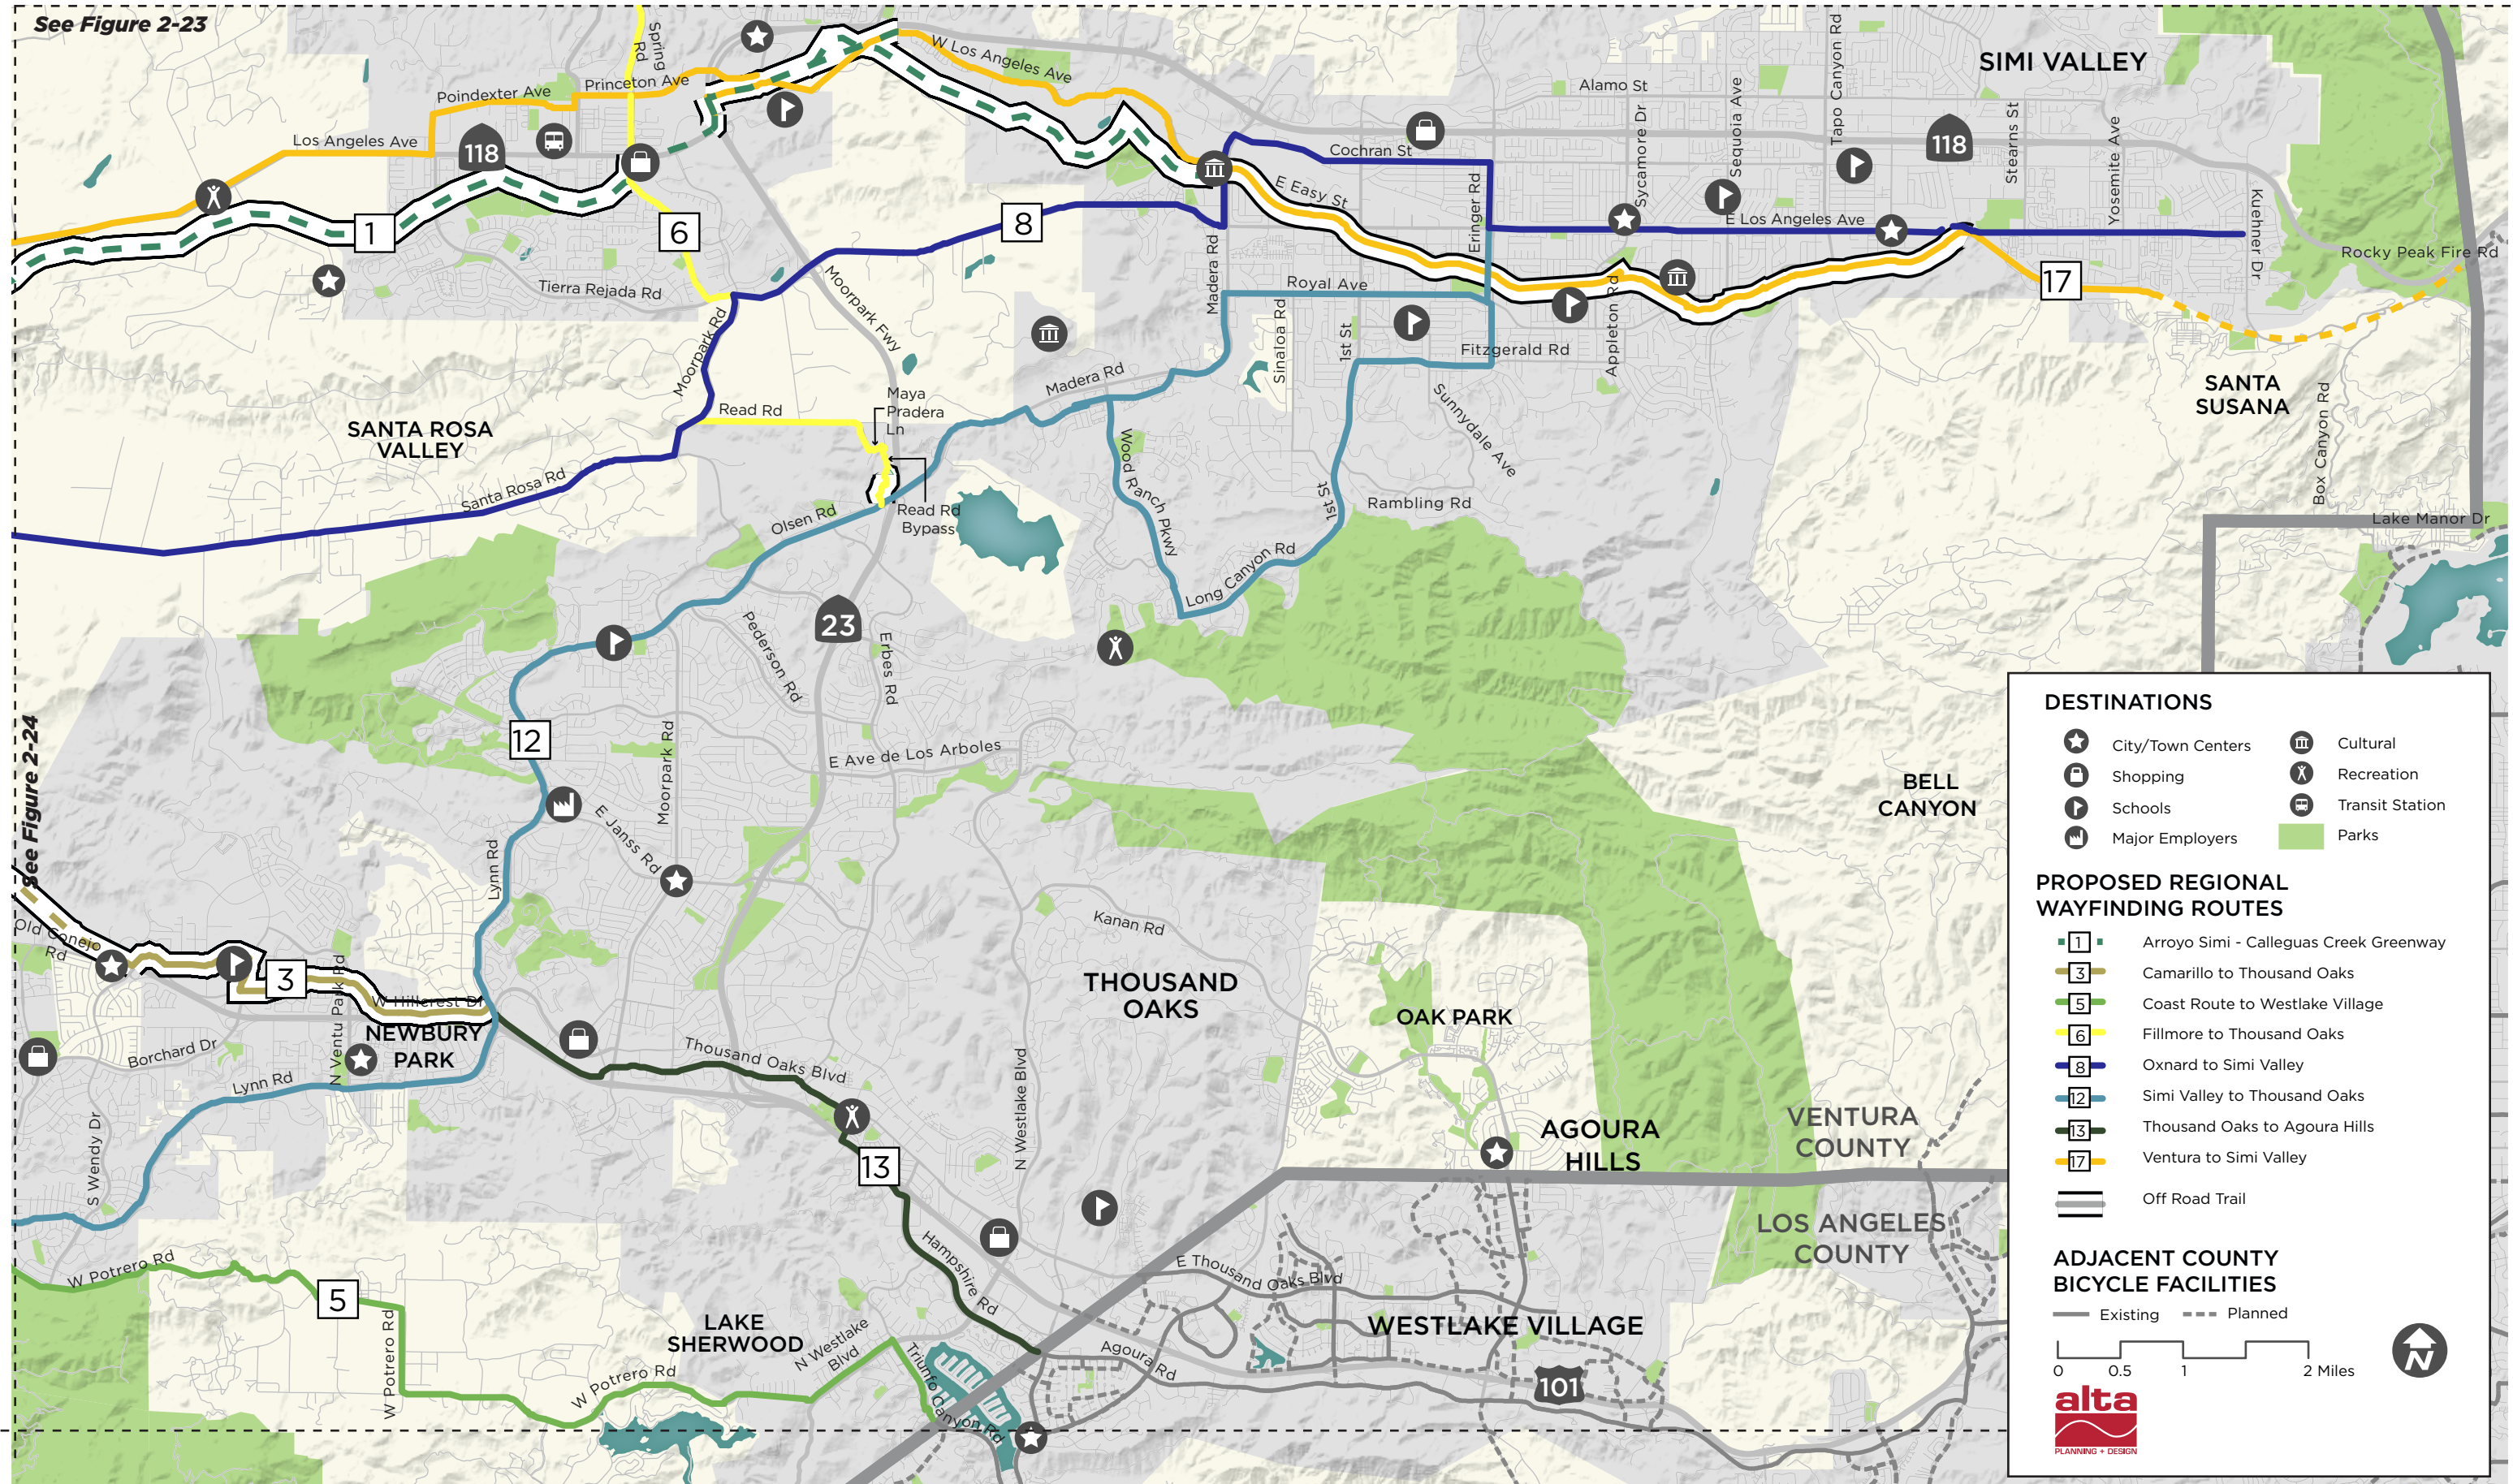 See Figure 2-23
Spring
Rd
W Los Angeles Ave
SIMI VALLEY
Tapo Canyon Rd
Princeton Ave
Poindexter Ave
Alamo St
Sycamore Dr
Sequoia Ave
Stearns St
Yosemite Ave
Los Angeles Ave
118
Cochran St
118
E Easy St
Eringer Rd
E Los Angeles Ave
Kuehner Dr
1
6
8
Rocky Peak Fire Rd
Tierra Rejada Rd
Moorpark Fwy
Madera Rd
Royal Ave
17
Moorpark Rd
Sinaloa Rd
1st St
Appleton Rd
Fitzgerald Rd
Madera Rd
SANTA
SUSANA
Maya
Pradera
Ln
Read Rd
Sunnydale Ave
Box Canyon Rd
SANTA ROSA
VALLEY
Wood Ranch Pkwy
Santa Rosa Rd
1st St
Rambling Rd
Olsen Rd
Read Rd
Bypass
Lake Manor Dr
Long Canyon Rd
23
Pederson Rd
Erbes Rd
See Figure 2-24
12
Moorpark Rd
E Ave de Los Arboles
BELL
CANYON
E Janss Rd
Lynn Rd
Kanan Rd
Old Conejo
Rd
3
N Ventu Park Rd
W Hillcrest Dr
THOUSAND
OAKS
OAK PARK
NEWBURY
PARK
Borchard Dr
Thousand Oaks Blvd
Lynn Rd
N Westlake Blvd
S Wendy Dr
AGOURA
HILLS
VENTURA
COUNTY
13
LOS ANGELES
COUNTY
Hampshire Rd
W Potrero Rd
E Thousand Oaks Blvd
5
W Potrero Rd
LAKE
SHERWOOD
N Westlake
Blvd
WESTLAKE VILLAGE
Triunfo Canyon Rd
Agoura Rd
W Potrero Rd
101
DESTINATIONS
City/Town Centers
Cultural
Shopping
Recreation
Schools
Transit Station
Major Employers
Parks
PROPOSED REGIONAL
WAYFINDING ROUTES
1 Arroyo Simi - Calleguas Creek Greenway
3 Camarillo to Thousand Oaks
5 Coast Route to Westlake Village
6 Fillmore to Thousand Oaks
8 Oxnard to Simi Valley
12 Simi Valley to Thousand Oaks
13 Thousand Oaks to Agoura Hills
17 Ventura to Simi Valley
Off Road Trail
ADJACENT COUNTY
BICYCLE FACILITIES
Existing Planned
0 0.5 1 2 Miles
N
alta
PLANNING + DESIGN